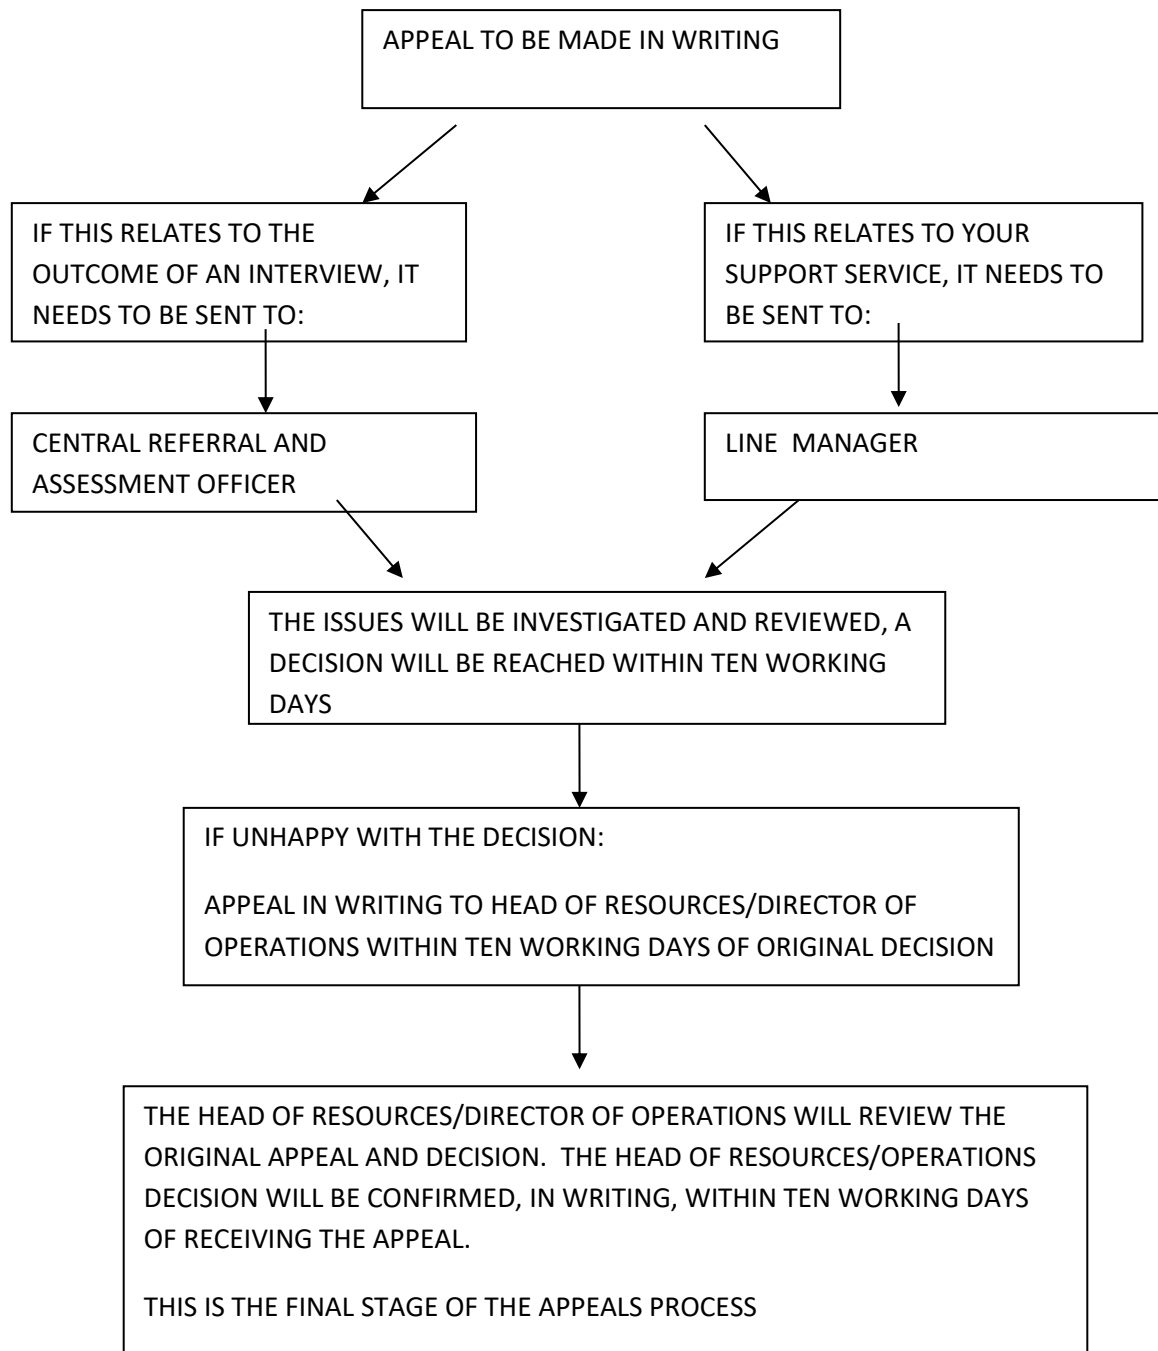 APPEAL TO BE MADE IN WRITING
IF THIS RELATES TO THE
OUTCOME OF AN INTERVIEW, IT
NEEDS TO BE SENT TO:
IF THIS RELATES TO YOUR
SUPPORT SERVICE, IT NEEDS TO
BE SENT TO:
CENTRAL REFERRAL AND
ASSESSMENT OFFICER
LINE  MANAGER
THE ISSUES WILL BE INVESTIGATED AND REVIEWED, A
DECISION WILL BE REACHED WITHIN TEN WORKING
DAYS
IF UNHAPPY WITH THE DECISION:
APPEAL IN WRITING TO HEAD OF RESOURCES/DIRECTOR OF
OPERATIONS WITHIN TEN WORKING DAYS OF ORIGINAL DECISION
THE HEAD OF RESOURCES/DIRECTOR OF OPERATIONS WILL REVIEW THE
ORIGINAL APPEAL AND DECISION.  THE HEAD OF RESOURCES/OPERATIONS
DECISION WILL BE CONFIRMED, IN WRITING, WITHIN TEN WORKING DAYS
OF RECEIVING THE APPEAL.
THIS IS THE FINAL STAGE OF THE APPEALS PROCESS